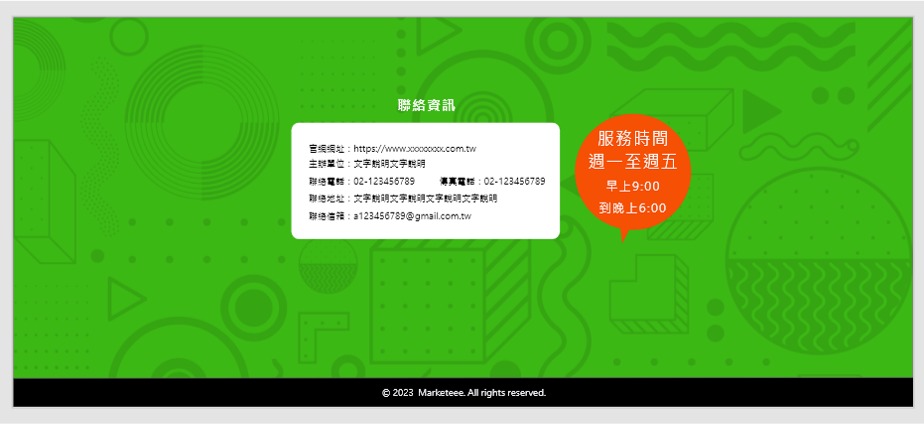 聯絡資訊
官網網址：https://www.xxxxxxxx.com.tw
主辦單位：文字說明文字說明
聯絡電話：02-123456789 傳真電話：02-123456789
聯絡地址：文字說明文字說明文字說明文字說明
聯絡信箱：a123456789@gmail.com.tw
服務時間
週一至週五
早上9:00
到晚上6:00
© 2023 Marketeee. All rights reserved.